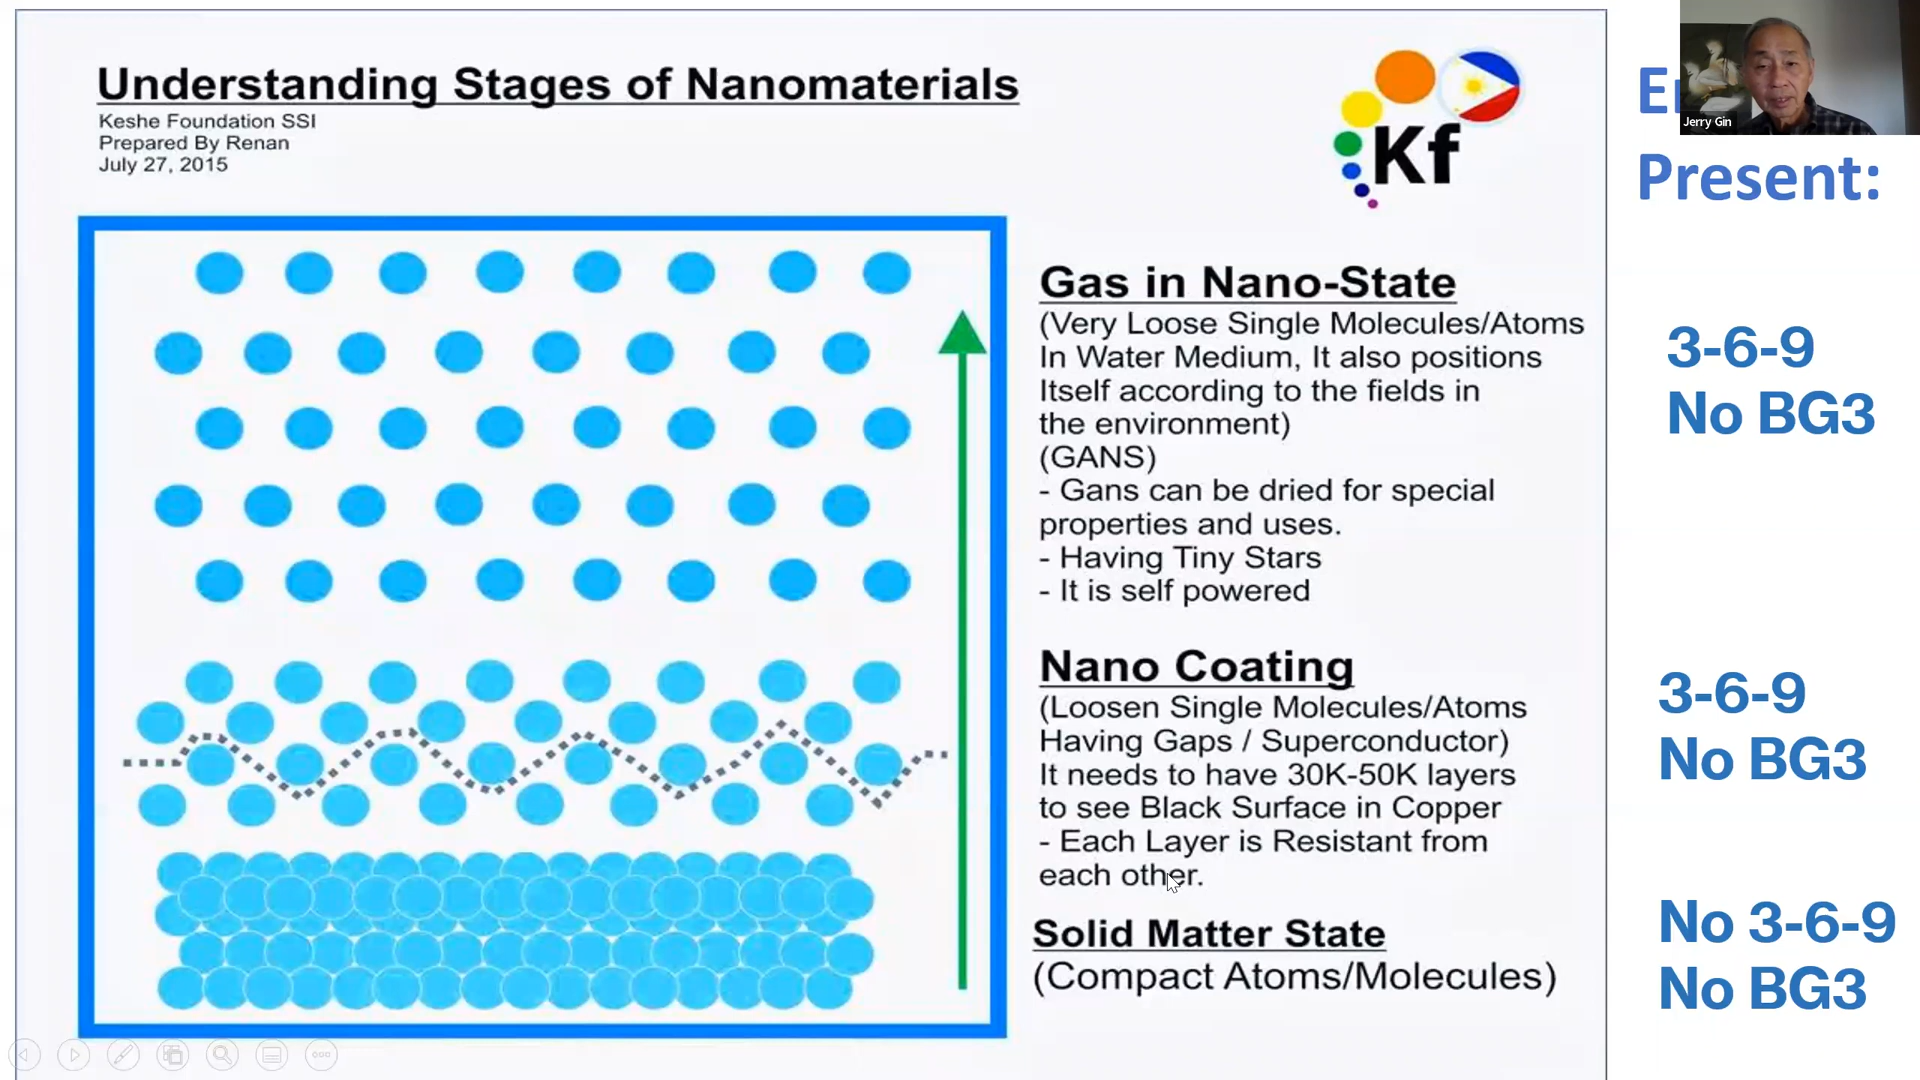 Understanding Stages of Nanomaterials
Keshe Foundation SSI
Prepared By Renan
July 27, 2015
Kf
Gas in Nano-State
(Very Loose Single Molecules/Atoms
In Water Medium, It also positions
Itself according to the fields in
the environment)
(GANS)
- Gans can be dried for special
properties and uses.
- Having Tiny Stars
- It is self powered
Nano Coating
(Loosen Single Molecules/Atoms
Having Gaps / Superconductor)
It needs to have 30K-50K layers
to see Black Surface in Copper
- Each Layer is Resistant from
each other.
Solid Matter State
(Compact Atoms/Molecules)
Jerry Gin
Present:
3-6-9
No BG3
3-6-9
No BG3
No 3-6-9
No BG3